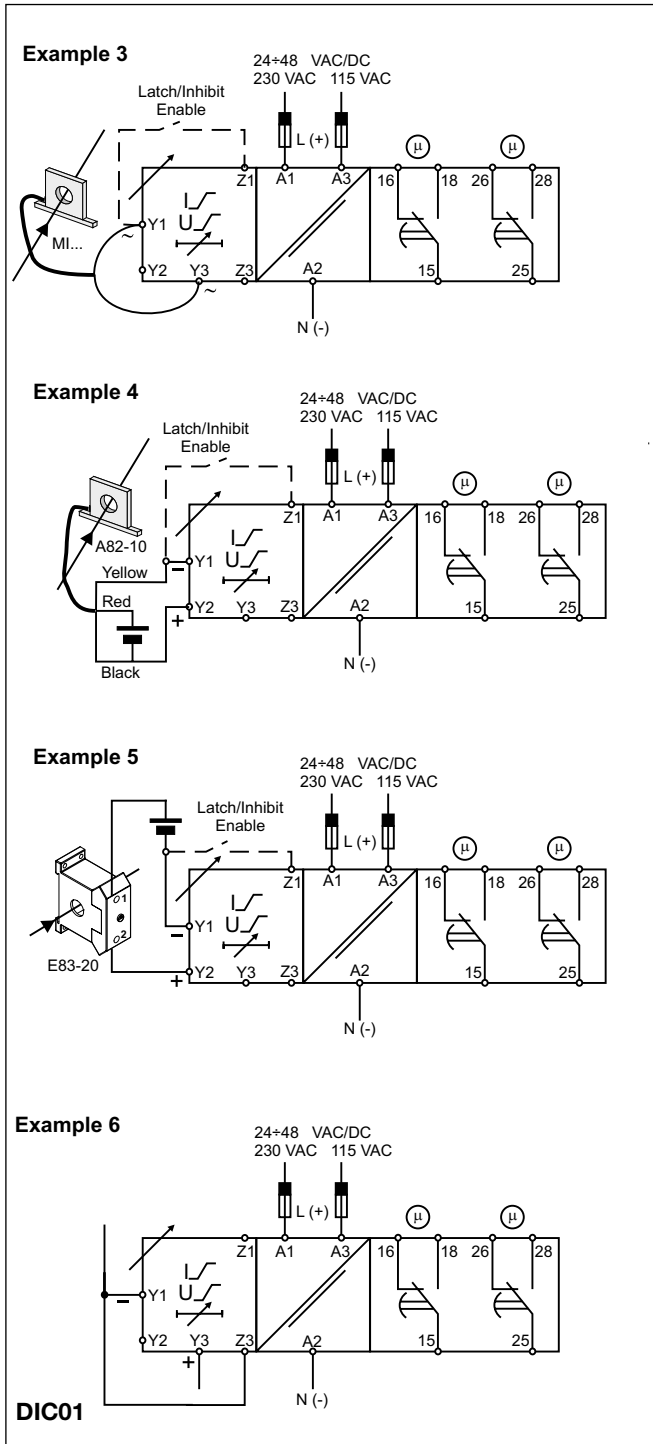 Example 3
24÷48 VAC/DC
230 VAC 115 VAC
Latch/Inhibit
Enable
L (+)
µ µ
Z1 A1 A3 16 18 26 28
I
U
MI...
Y1
~
Y2 Y3 Z3 A2 15 25
~
N (-)
Example 4
24÷48 VAC/DC
230 VAC 115 VAC
Latch/Inhibit
Enable
L (+)
µ µ
Z1 A1 A3 16 18 26 28
I
U
A82-10
Yellow
- Y1
Red
+ Y2 Y3 Z3 A2 15 25
Black
N (-)
Example 5
24÷48 VAC/DC
230 VAC 115 VAC
Latch/Inhibit
Enable
L (+)
µ µ
Z1 A1 A3 16 18 26 28
I
U
1
2
- Y1
E83-20
+ Y2 Y3 Z3 A2 15 25
N (-)
Example 6
24÷48 VAC/DC
230 VAC 115 VAC
L (+)
µ µ
Z1 A1 A3 16 18 26 28
I
U
- Y1
Y2 Y3 Z3 A2 15 25
+
N (-)
DIC01